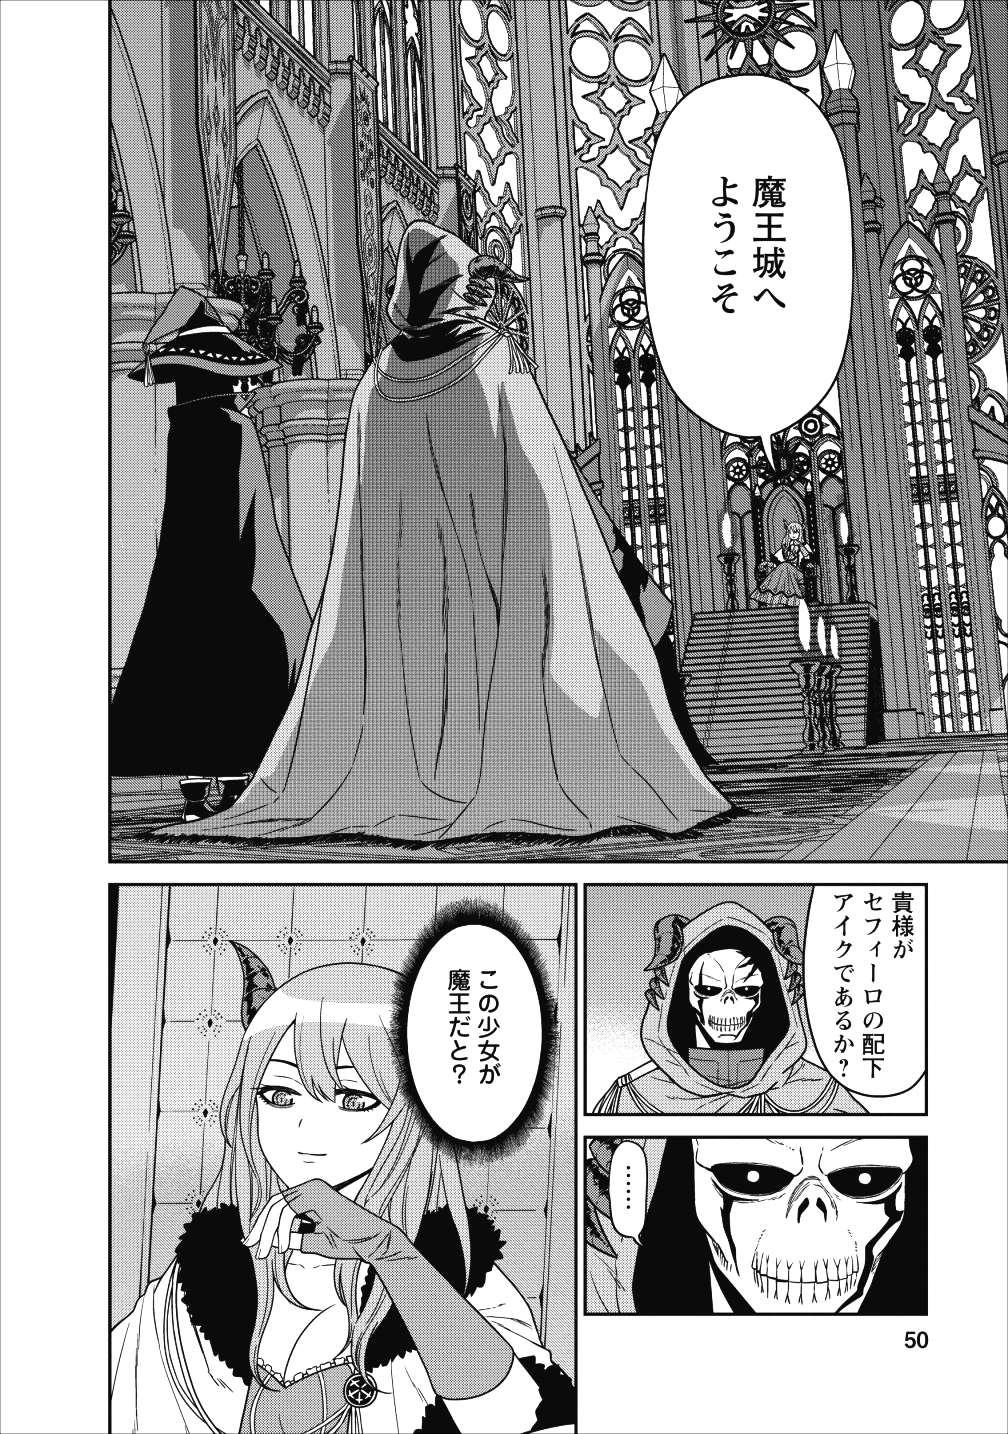 魔王城へ
ようこそ
貴様が
セフィーロの配下
アイクであるか？
……
この少女が
魔王だと？
50